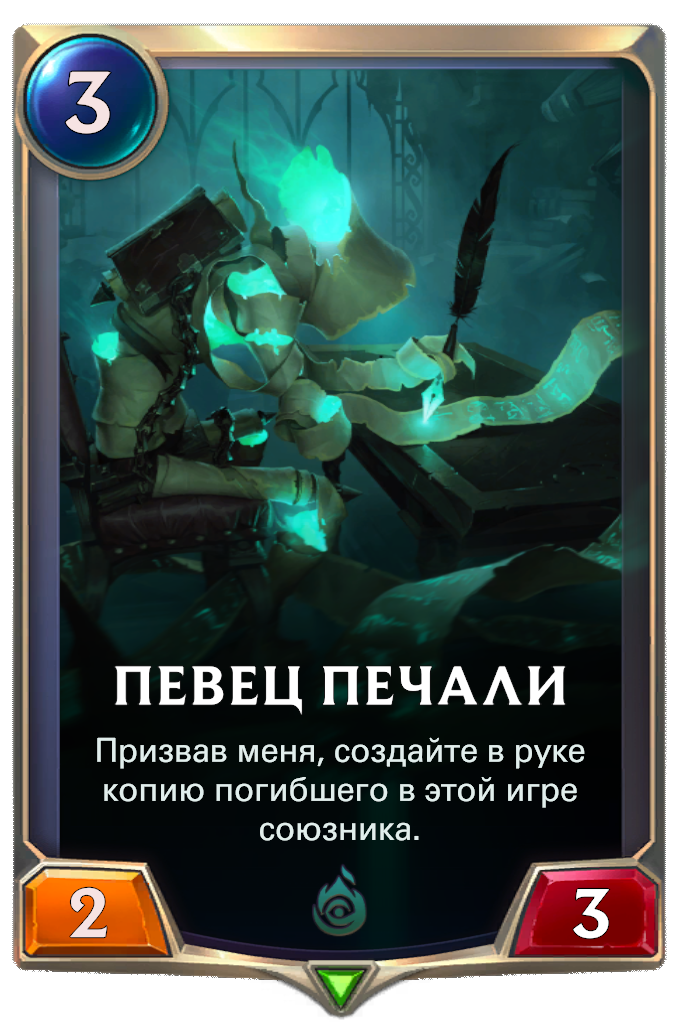 3
ПЕВЕЦ ПЕЧАЛИ
Призвав меня, создайте в руке
копию погибшего в этой игре
союзника.
2
3